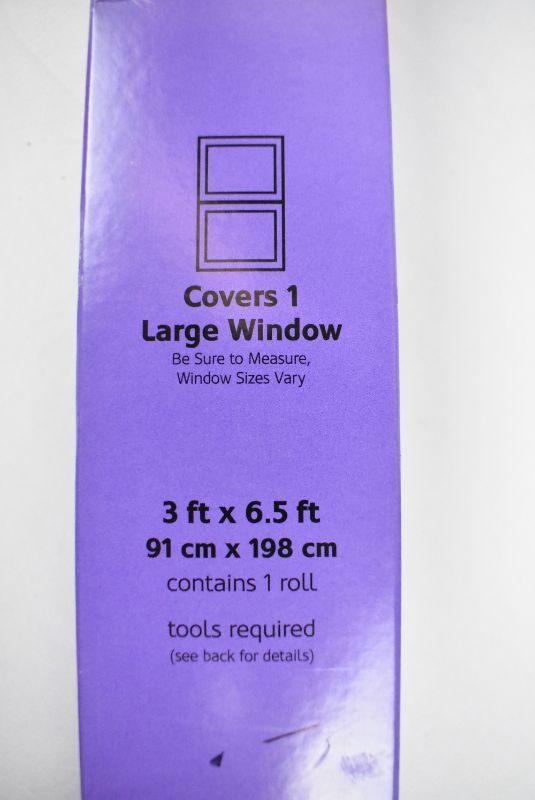 Covers 1
Large Window
Be Sure to Measure,
Window Sizes Vary
3 ft x 6.5 ft
91 cm x 198 cm
contains 1 roll
tools required
(see back for details)